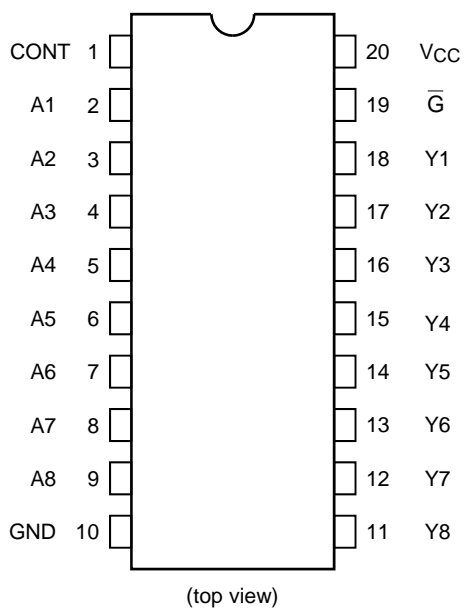 CONT 1 20 VCC
A1 2 19 G̅
A2 3 18 Y1
A3 4 17 Y2
A4 5 16 Y3
A5 6 15 Y4
A6 7 14 Y5
A7 8 13 Y6
A8 9 12 Y7
GND 10 11 Y8
(top view)